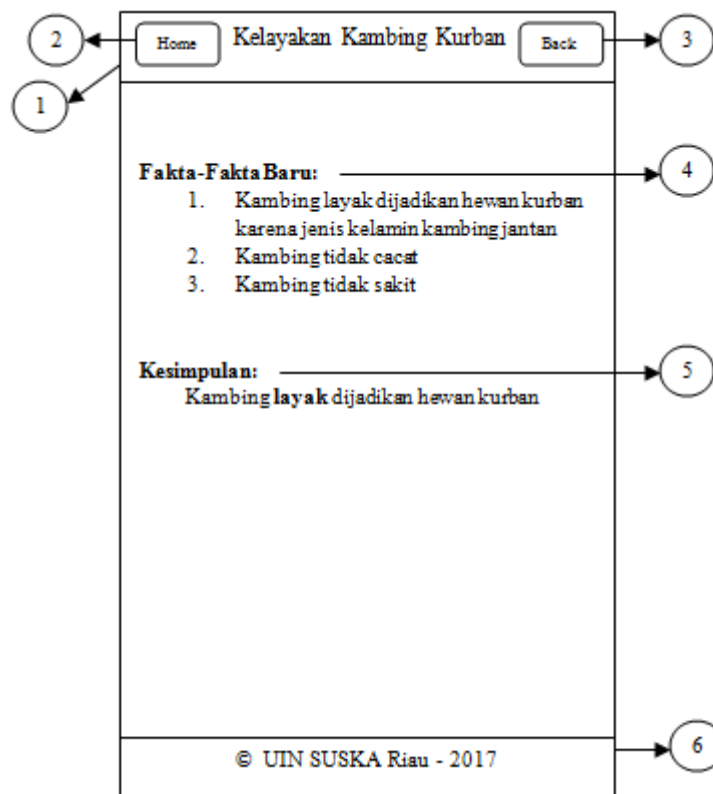 2 Home Kelayakan Kambing Kurban Back 3
1
Fakta-Fakta Baru: 4
1. Kambing layak dijadikan hewan kurban
karena jenis kelamin kambing jantan
2. Kambing tidak cacat
3. Kambing tidak sakit
Kesimpulan: 5
Kambing layak dijadikan hewan kurban
© UIN SUSKA Riau - 2017 6